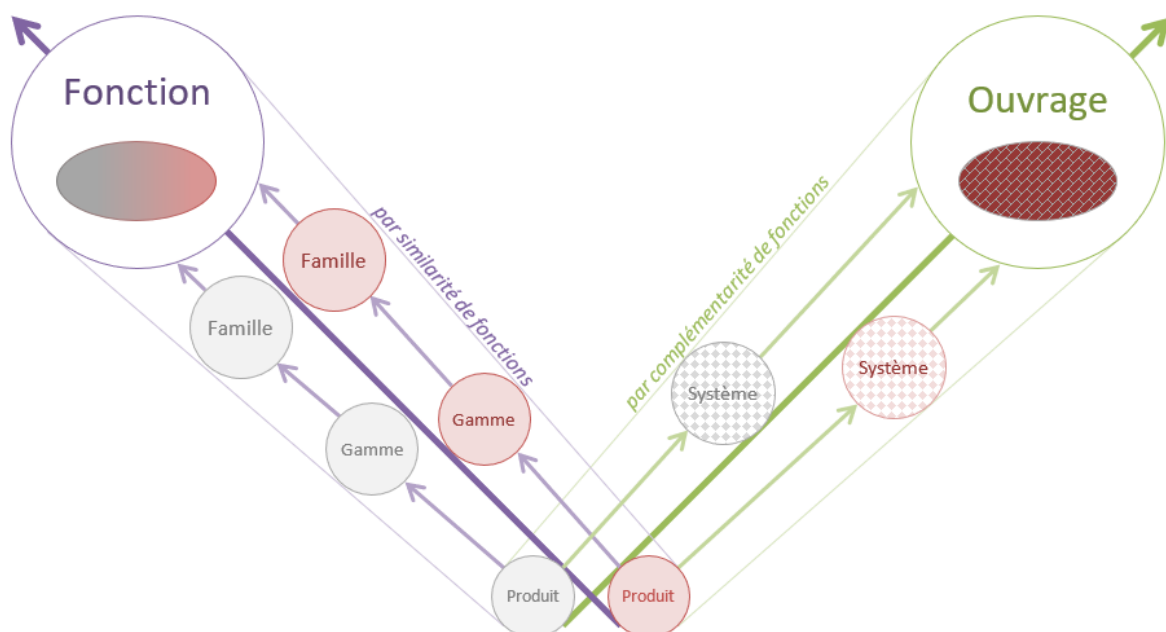 Fonction
Ouvrage
par similarité de fonctions
par complémentarité de fonctions
Famille
Famille
Système
Système
Gamme
Gamme
Produit
Produit